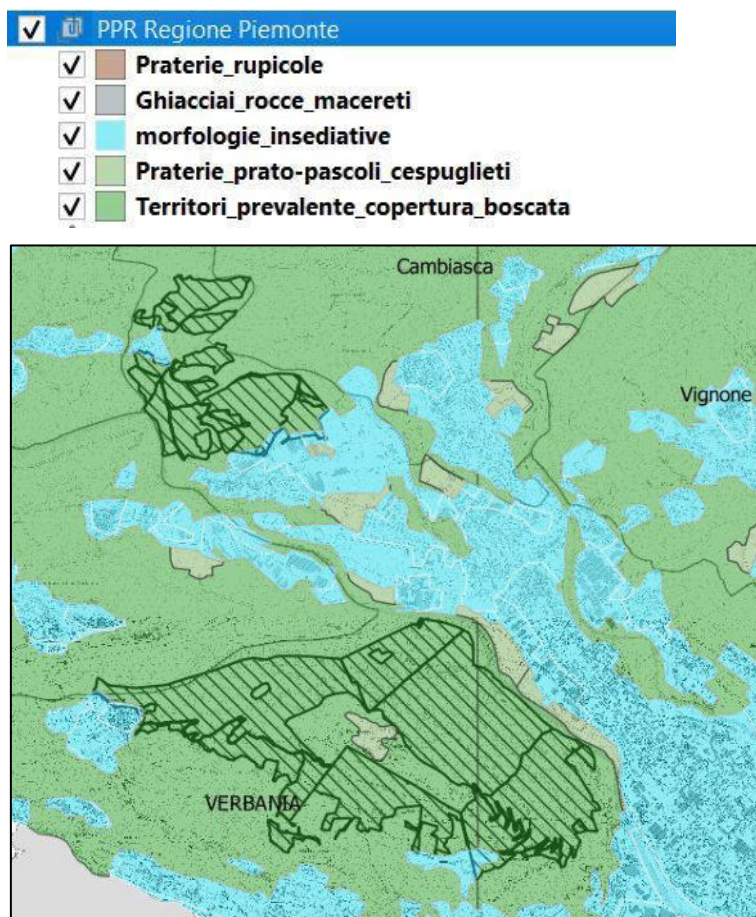 PPR Regione Piemonte
Praterie_rupicole
Ghiacciai_rocce_macereti
morfologie_insediative
Praterie_prato-pascoli_cespuglieti
Territori_prevalente_copertura_boscata
Cambiasca
Vignone
VERBANIA